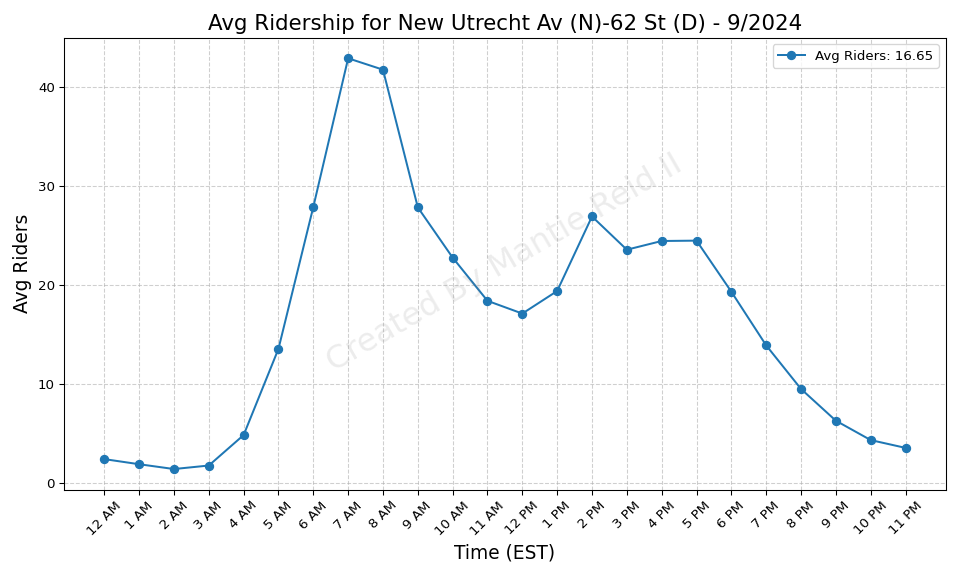 Avg Ridership for New Utrecht Av (N)-62 St (D) - 9/2024
Avg Riders: 16.65
40
30
20
10
0
Avg Riders
Created By Mantie Reid II
12 AM
1 AM
2 AM
3 AM
4 AM
5 AM
6 AM
7 AM
8 AM
9 AM
10 AM
11 AM
12 PM
1 PM
2 PM
3 PM
4 PM
5 PM
6 PM
7 PM
8 PM
9 PM
10 PM
11 PM
Time (EST)